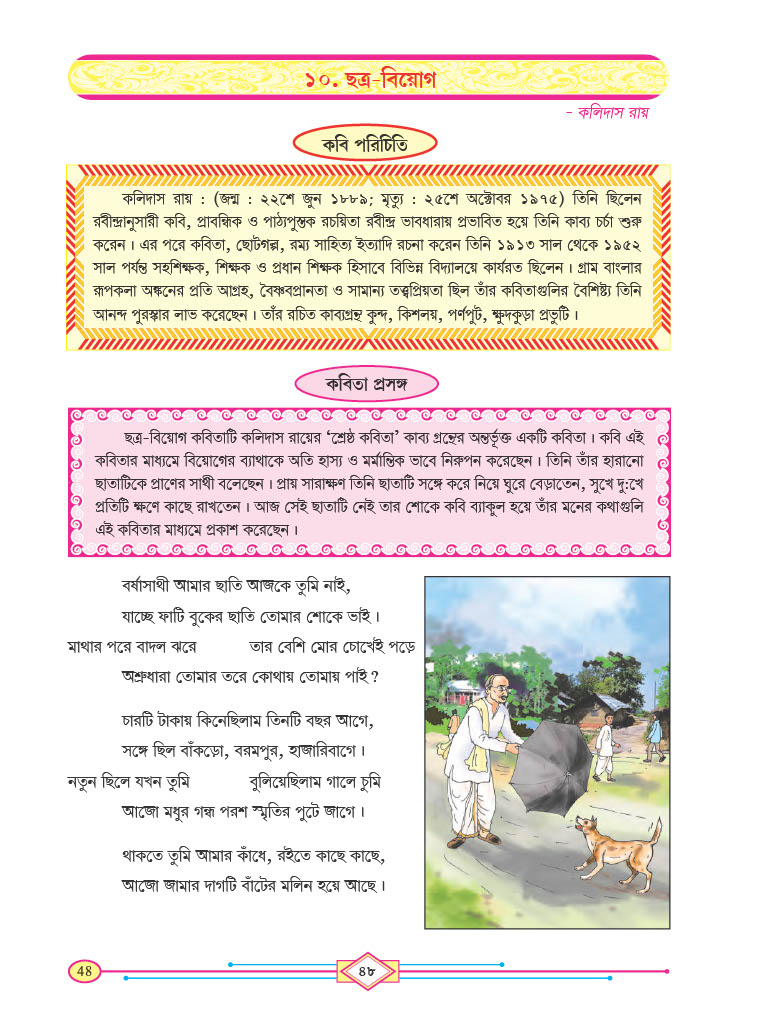 ১০. ছত্র-বিয়োগ
- কলিদাস রায়
কবি পরিচিতি
কলিদাস রায় : (জন্ম : ২২শে জুন ১৮৮৯; মৃত্যু : ২৫শে অক্টোবর ১৯৭৫) তিনি ছিলেন
রবীন্দ্রানুসারী কবি, প্রাবন্ধিক ও পাঠ্যপুস্তক রচয়িতা রবীন্দ্র ভাবধারায় প্রভাবিত হয়ে তিনি কাব্য চর্চা শুরু
করেন। এর পরে কবিতা, ছোটগল্প, রম্য সাহিত্য ইত্যাদি রচনা করেন তিনি ১৯১৩ সাল থেকে ১৯৫২
সাল পর্যন্ত সহশিক্ষক, শিক্ষক ও প্রধান শিক্ষক হিসাবে বিভিন্ন বিদ্যালয়ে কার্যরত ছিলেন। গ্রাম বাংলার
রূপকলা অঙ্কনের প্রতি আগ্রহ, বৈষ্ণবপ্রানতা ও সামান্য তত্ত্বপ্রিয়তা ছিল তাঁর কবিতাগুলির বৈশিষ্ট্য তিনি
আনন্দ পুরস্কার লাভ করেছেন। তাঁর রচিত কাব্যগ্রন্থ কুন্দ, কিশলয়, পর্ণপুট, ক্ষুদকুড়া প্রভুটি।
কবিতা প্রসঙ্গ
ছত্র-বিয়োগ কবিতাটি কলিদাস রায়ের ‘শ্রেষ্ঠ কবিতা’ কাব্য গ্রন্থের অন্তর্ভূক্ত একটি কবিতা। কবি এই
কবিতার মাধ্যমে বিয়োগের ব্যাথাকে অতি হাস্য ও মর্মান্তিক ভাবে নিরুপন করেছেন। তিনি তাঁর হারানো
ছাতাটিকে প্রাণের সাথী বলেছেন। প্রায় সারাক্ষণ তিনি ছাতাটি সঙ্গে করে নিয়ে ঘুরে বেড়াতেন, সুখে দু:খে
প্রতিটি ক্ষণে কাছে রাখতেন। আজ সেই ছাতাটি নেই তার শোকে কবি ব্যাকুল হয়ে তাঁর মনের কথাগুলি
এই কবিতার মাধ্যমে প্রকাশ করেছেন।
বর্ষাসাথী আমার ছাতি আজকে তুমি নাই,
যাচ্ছে ফাটি বুকের ছাতি তোমার শোকে ভাই।
মাথার পরে বাদল ঝরে তার বেশি মোর চোখেই পড়ে
অশ্রুধারা তোমার তরে কোথায় তোমায় পাই?
চারটি টাকায় কিনেছিলাম তিনটি বছর আগে,
সঙ্গে ছিল বাঁকড়ো, বরমপুর, হাজারিবাগে।
নতুন ছিলে যখন তুমি বুলিয়েছিলাম গালে চুমি
আজো মধুর গন্ধ পরশ স্মৃতির পুটে জাগে।
থাকতে তুমি আমার কাঁধে, রইতে কাছে কাছে,
আজো জামার দাগটি বাঁটের মলিন হয়ে আছে।
48
৪৮